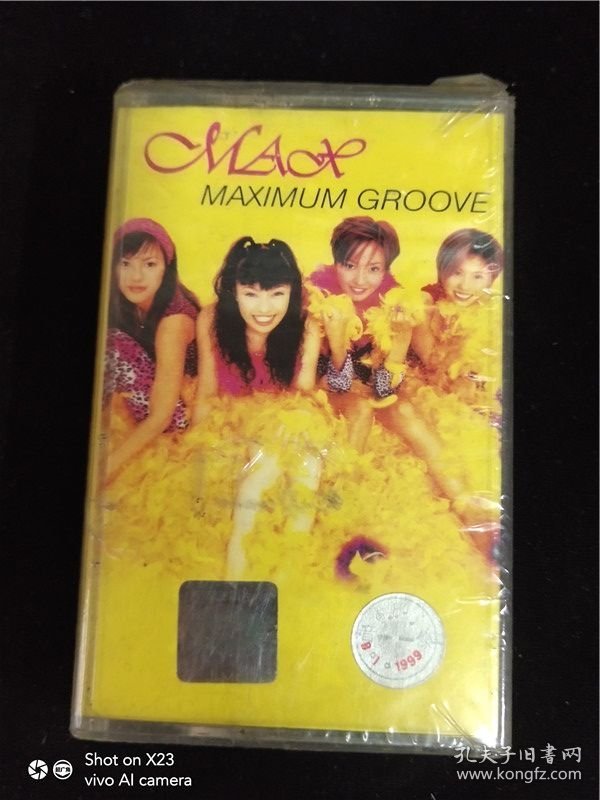 MAX
MAXIMUM GROOVE
1999
Shot on X23
vivo AI camera
孔夫子旧书网
www.kongfz.com